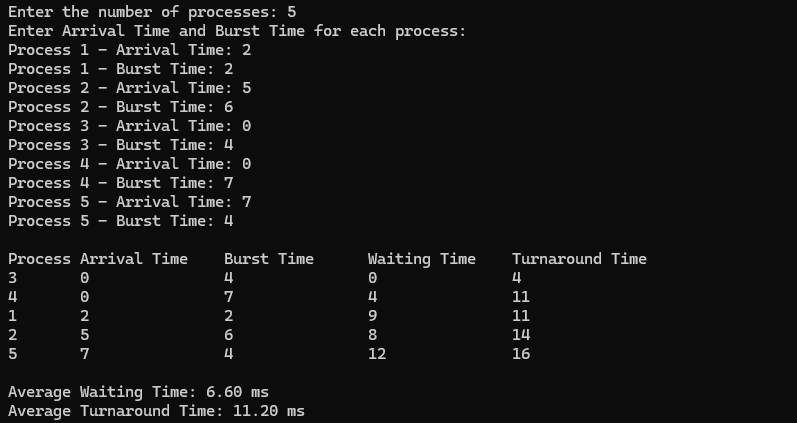 Enter the number of processes: 5
Enter Arrival Time and Burst Time for each process:
Process 1 - Arrival Time: 2
Process 1 - Burst Time: 2
Process 2 - Arrival Time: 5
Process 2 - Burst Time: 6
Process 3 - Arrival Time: 0
Process 3 - Burst Time: 4
Process 4 - Arrival Time: 0
Process 4 - Burst Time: 7
Process 5 - Arrival Time: 7
Process 5 - Burst Time: 4

Process Arrival Time    Burst Time      Waiting Time    Turnaround Time
3       0               4               0               4
4       0               7               4               11
1       2               2               9               11
2       5               6               8               14
5       7               4               12              16

Average Waiting Time: 6.60 ms
Average Turnaround Time: 11.20 ms